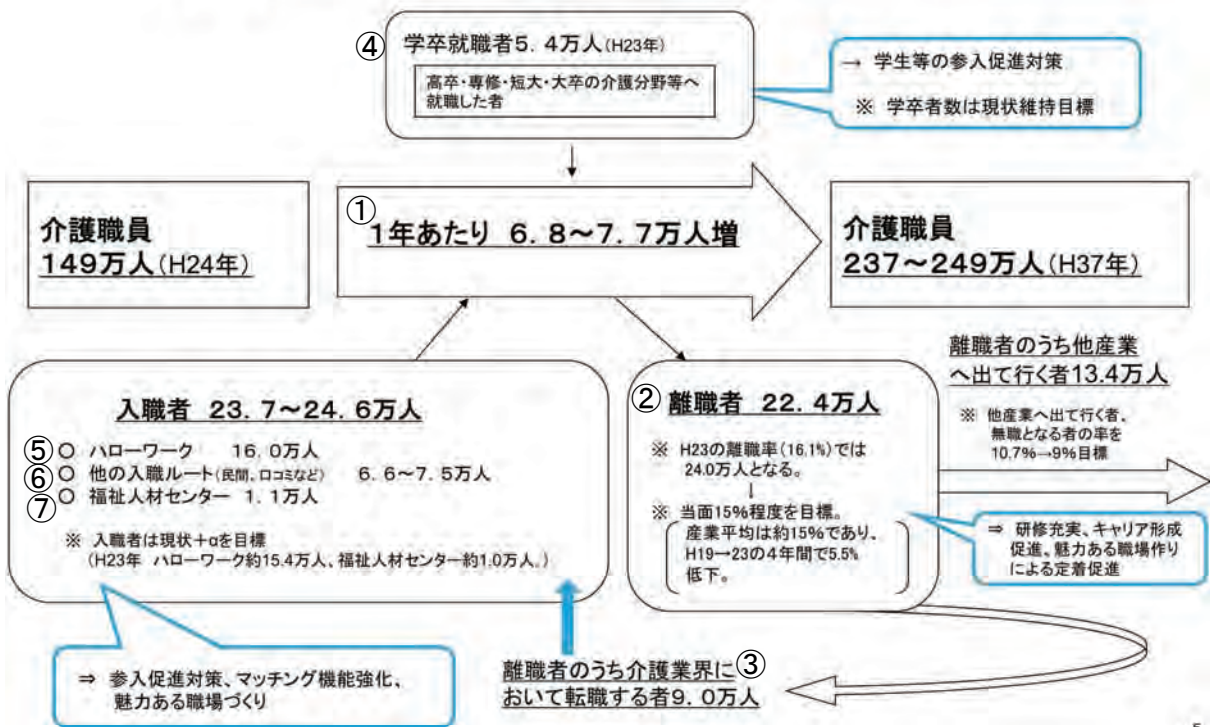 ④ 学卒就職者5.4万人(H23年)
高卒・専修・短大・大卒の介護分野等へ
就職した者
→ 学生等の参入促進対策
※ 学卒者数は現状維持目標
介護職員
149万人(H24年)
①
1年あたり 6.8～7.7万人増
介護職員
237～249万人(H37年)
入職者 23.7～24.6万人
⑤ ○ ハローワーク 16.0万人
⑥ ○ 他の入職ルート(民間、口コミなど) 6.6～7.5万人
⑦ ○ 福祉人材センター 1.1万人
※ 入職者は現状+αを目標
(H23年 ハローワーク約15.4万人、福祉人材センター約1.0万人。)
② 離職者 22.4万人
※ H23の離職率(16.1%)では
24.0万人となる。
↓
※ 当面15%程度を目標。
産業平均は約15%であり、
H19→23の4年間で5.5%
低下。
離職者のうち他産業
へ出て行く者13.4万人
※ 他産業へ出て行く者、
無職となる者の率を
10.7%→9%目標
⇒ 研修充実、キャリア形成
促進、魅力ある職場作り
による定着促進
⇒ 参入促進対策、マッチング機能強化、
魅力ある職場づくり
離職者のうち介護業界に ③
おいて転職する者9.0万人
5